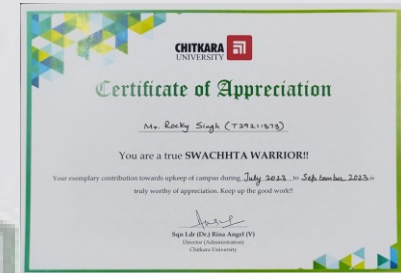 CHITKARA
UNIVERSITY
Certificate of Appreciation
Mr. Rocky Singh
You are a true SWACHHTA WARRIOR!!
Your exemplary contribution towards upkeep of campus during July 2023 to September 2023 is
truly worthy of appreciation. Keep up the good work!!
Sqn Ldr (Dr.) Rina Angel (V)
Director (Administration)
Chitkara University